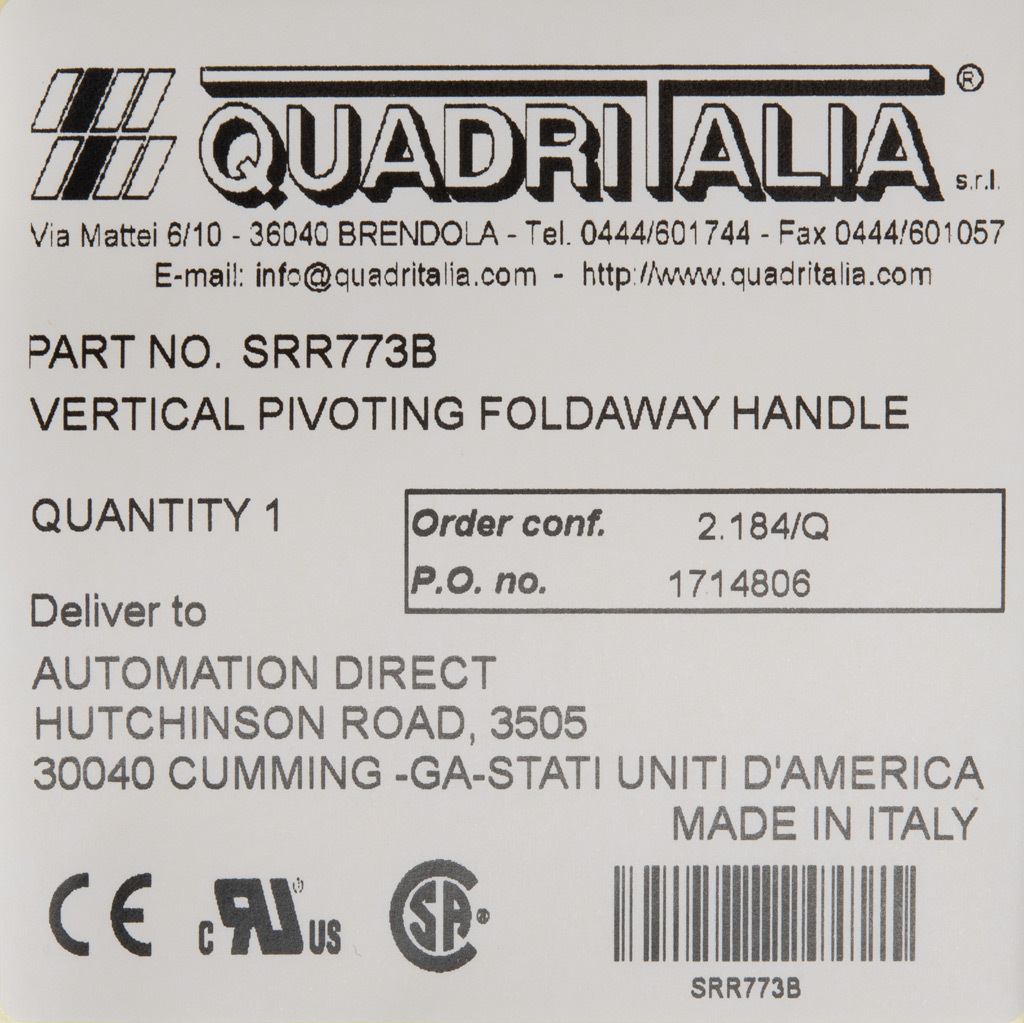 QUADRITALIA ® s.r.l.
Via Mattei 6/10 - 36040 BRENDOLA - Tel. 0444/601744 - Fax 0444/601057
E-mail: info@quadritalia.com - http://www.quadritalia.com
PART NO. SRR773B
VERTICAL PIVOTING FOLDAWAY HANDLE
QUANTITY 1
Order conf. 2.184/Q
P.O. no. 1714806
Deliver to
AUTOMATION DIRECT
HUTCHINSON ROAD, 3505
30040 CUMMING -GA-STATI UNITI D'AMERICA
MADE IN ITALY
CE
c RU US
SA ®
SRR773B